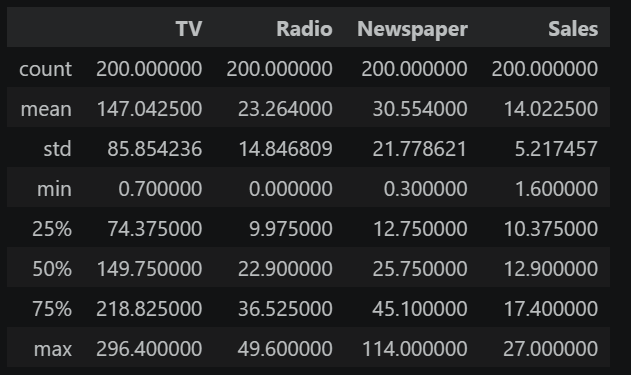 TV Radio Newspaper Sales
count 200.000000 200.000000 200.000000 200.000000
mean 147.042500 23.264000 30.554000 14.022500
std 85.854236 14.846809 21.778621 5.217457
min 0.700000 0.000000 0.300000 1.600000
25% 74.375000 9.975000 12.750000 10.375000
50% 149.750000 22.900000 25.750000 12.900000
75% 218.825000 36.525000 45.100000 17.400000
max 296.400000 49.600000 114.000000 27.000000